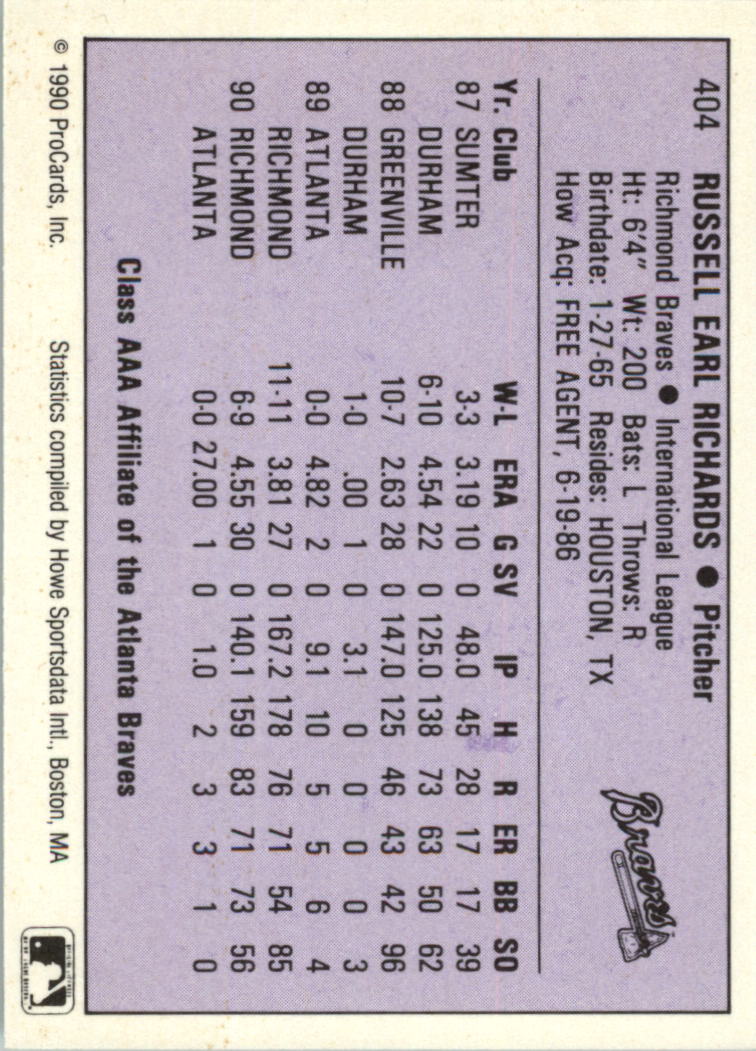 404 RUSSELL EARL RICHARDS ● Pitcher
Richmond Braves ● International League
Ht: 6'4" Wt: 200 Bats: L Throws: R
Birthdate: 1-27-65 Resides: HOUSTON, TX
How Acq: FREE AGENT, 6-19-86
Braves
Yr. Club W-L ERA G SV IP H R ER BB SO
87 SUMTER 3-3 3.19 10 0 48.0 45 28 17 17 39
DURHAM 6-10 4.54 22 0 125.0 138 73 63 50 62
88 GREENVILLE 10-7 2.63 28 0 147.0 125 46 43 42 96
DURHAM 1-0 .00 1 0 3.1 0 0 0 0 3
89 ATLANTA 0-0 4.82 2 0 9.1 10 5 5 6 4
RICHMOND 11-11 3.81 27 0 167.2 178 76 71 54 85
90 RICHMOND 6-9 4.55 30 0 140.1 159 83 71 73 56
ATLANTA 0-0 27.00 1 0 1.0 2 3 3 1 0
Class AAA Affiliate of the Atlanta Braves
© 1990 ProCards, Inc. Statistics compiled by Howe Sportsdata Intl., Boston, MA